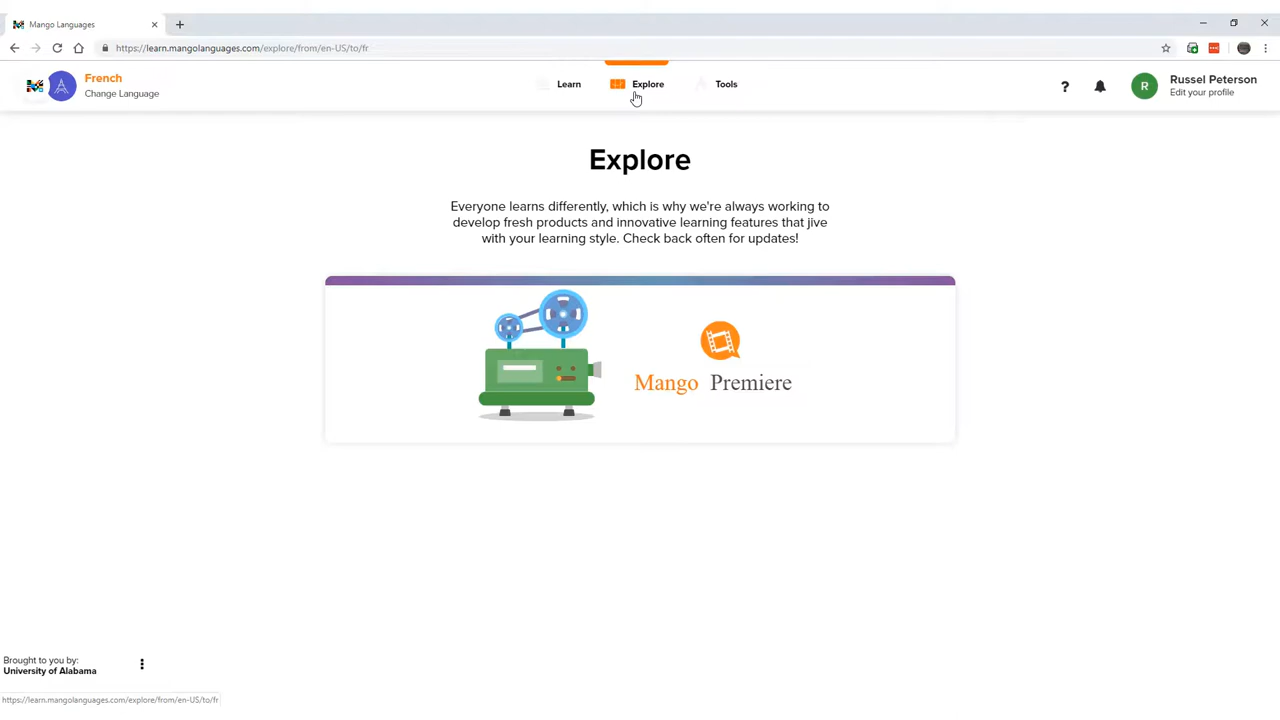 Mango Languages
https://learn.mangolanguages.com/explore/from/en-US/to/fr
French
Change Language
Learn
Explore
Tools
?
R
Russel Peterson
Edit your profile
Explore
Everyone learns differently, which is why we're always working to
develop fresh products and innovative learning features that jive
with your learning style. Check back often for updates!
Mango Premiere
Brought to you by:
University of Alabama
https://learn.mangolanguages.com/explore/from/en-US/to/fr